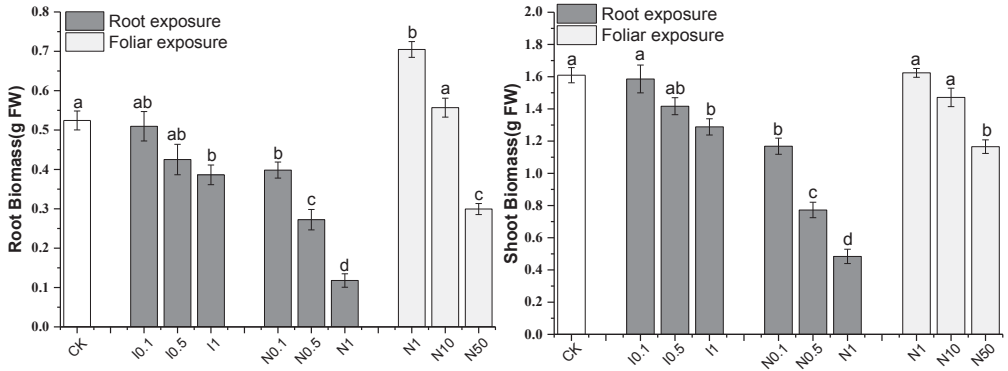 Root exposure
Foliar exposure
Root Biomass(g FW)
0.8
0.7
0.6
0.5
0.4
0.3
0.2
0.1
0.0
a
ab
ab
b
b
c
d
b
a
c
CK
I0.1
I0.5
I1
N0.1
N0.5
N1
N1
N10
N50
Root exposure
Foliar exposure
Shoot Biomass(g FW)
2.0
1.8
1.6
1.4
1.2
1.0
0.8
0.6
0.4
0.2
0.0
a
a
ab
b
b
c
d
a
a
b
CK
I0.1
I0.5
I1
N0.1
N0.5
N1
N1
N10
N50